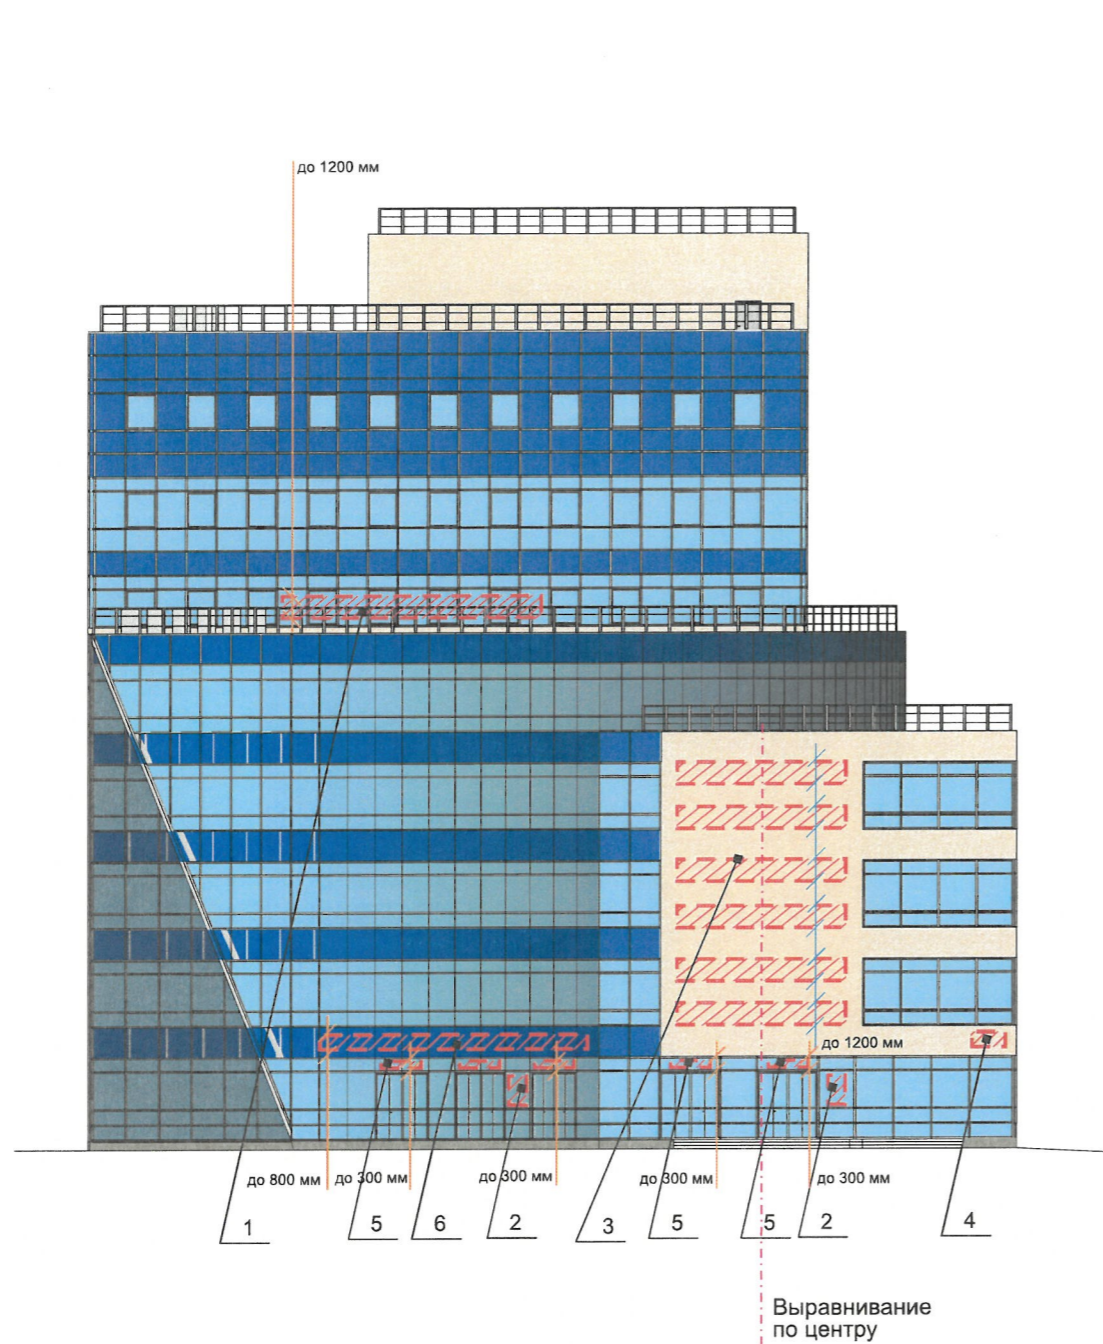 до 1200 мм
до 1200 мм
до 800 мм
до 300 мм
до 300 мм
до 300 мм
до 300 мм
1
5
6
2
3
5
5
2
4
Выравнивание
по центру